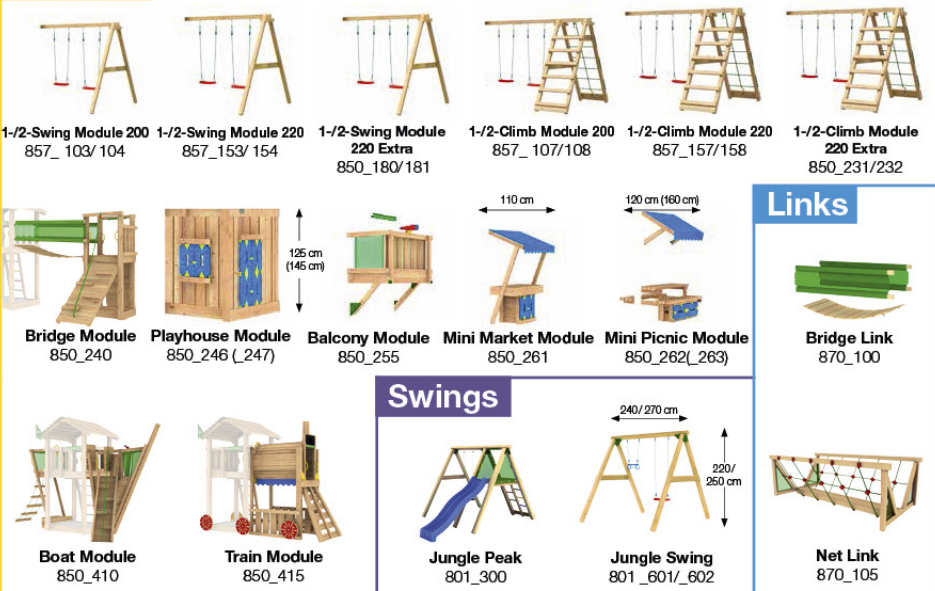 1-/2-Swing Module 200
857_ 103/ 104
1-/2-Swing Module 220
857_153/ 154
1-/2-Swing Module
220 Extra
850_180/181
1-/2-Climb Module 200
857_ 107/108
1-/2-Climb Module 220
857_157/158
1-/2-Climb Module
220 Extra
850_231/232
Links
125 cm
(145 cm)
110 cm
120 cm (160 cm)
Bridge Module
850_240
Playhouse Module
850_246 (_247)
Balcony Module
850_255
Mini Market Module
850_261
Mini Picnic Module
850_262(_263)
Bridge Link
870_100
Swings
240/ 270 cm
220/
250 cm
Boat Module
850_410
Train Module
850_415
Jungle Peak
801_300
Jungle Swing
801 _601/_602
Net Link
870_105